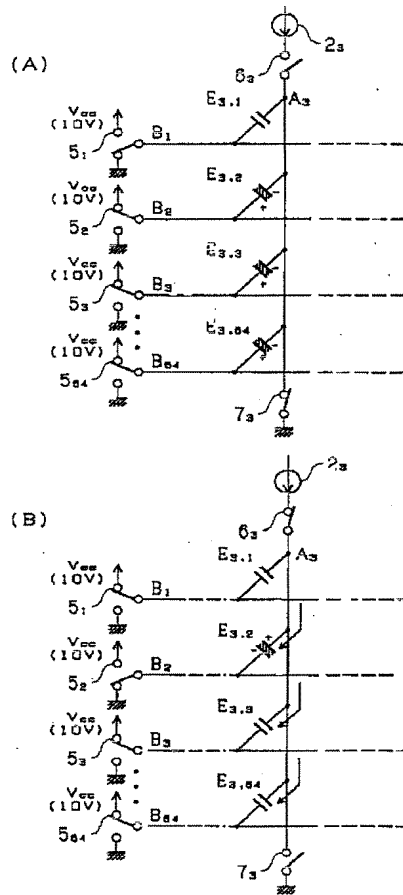 (A)
2₃
6₃
Vcc
(10V)
B₁
E₃.₁
A₃
5₁
Vcc
(10V)
B₂
E₃.₂
5₂
Vcc
(10V)
B₃
E₃.₃
5₃
Vcc
(10V)
B₆₄
E₃.₆₄
5₆₄
7₃
(B)
2₃
6₃
Vcc
(10V)
B₁
E₃.₁
A₃
5₁
Vcc
(10V)
B₂
E₃.₂
5₂
Vcc
(10V)
B₃
E₃.₃
5₃
Vcc
(10V)
B₆₄
E₃,₆₄
5₆₄
7₃